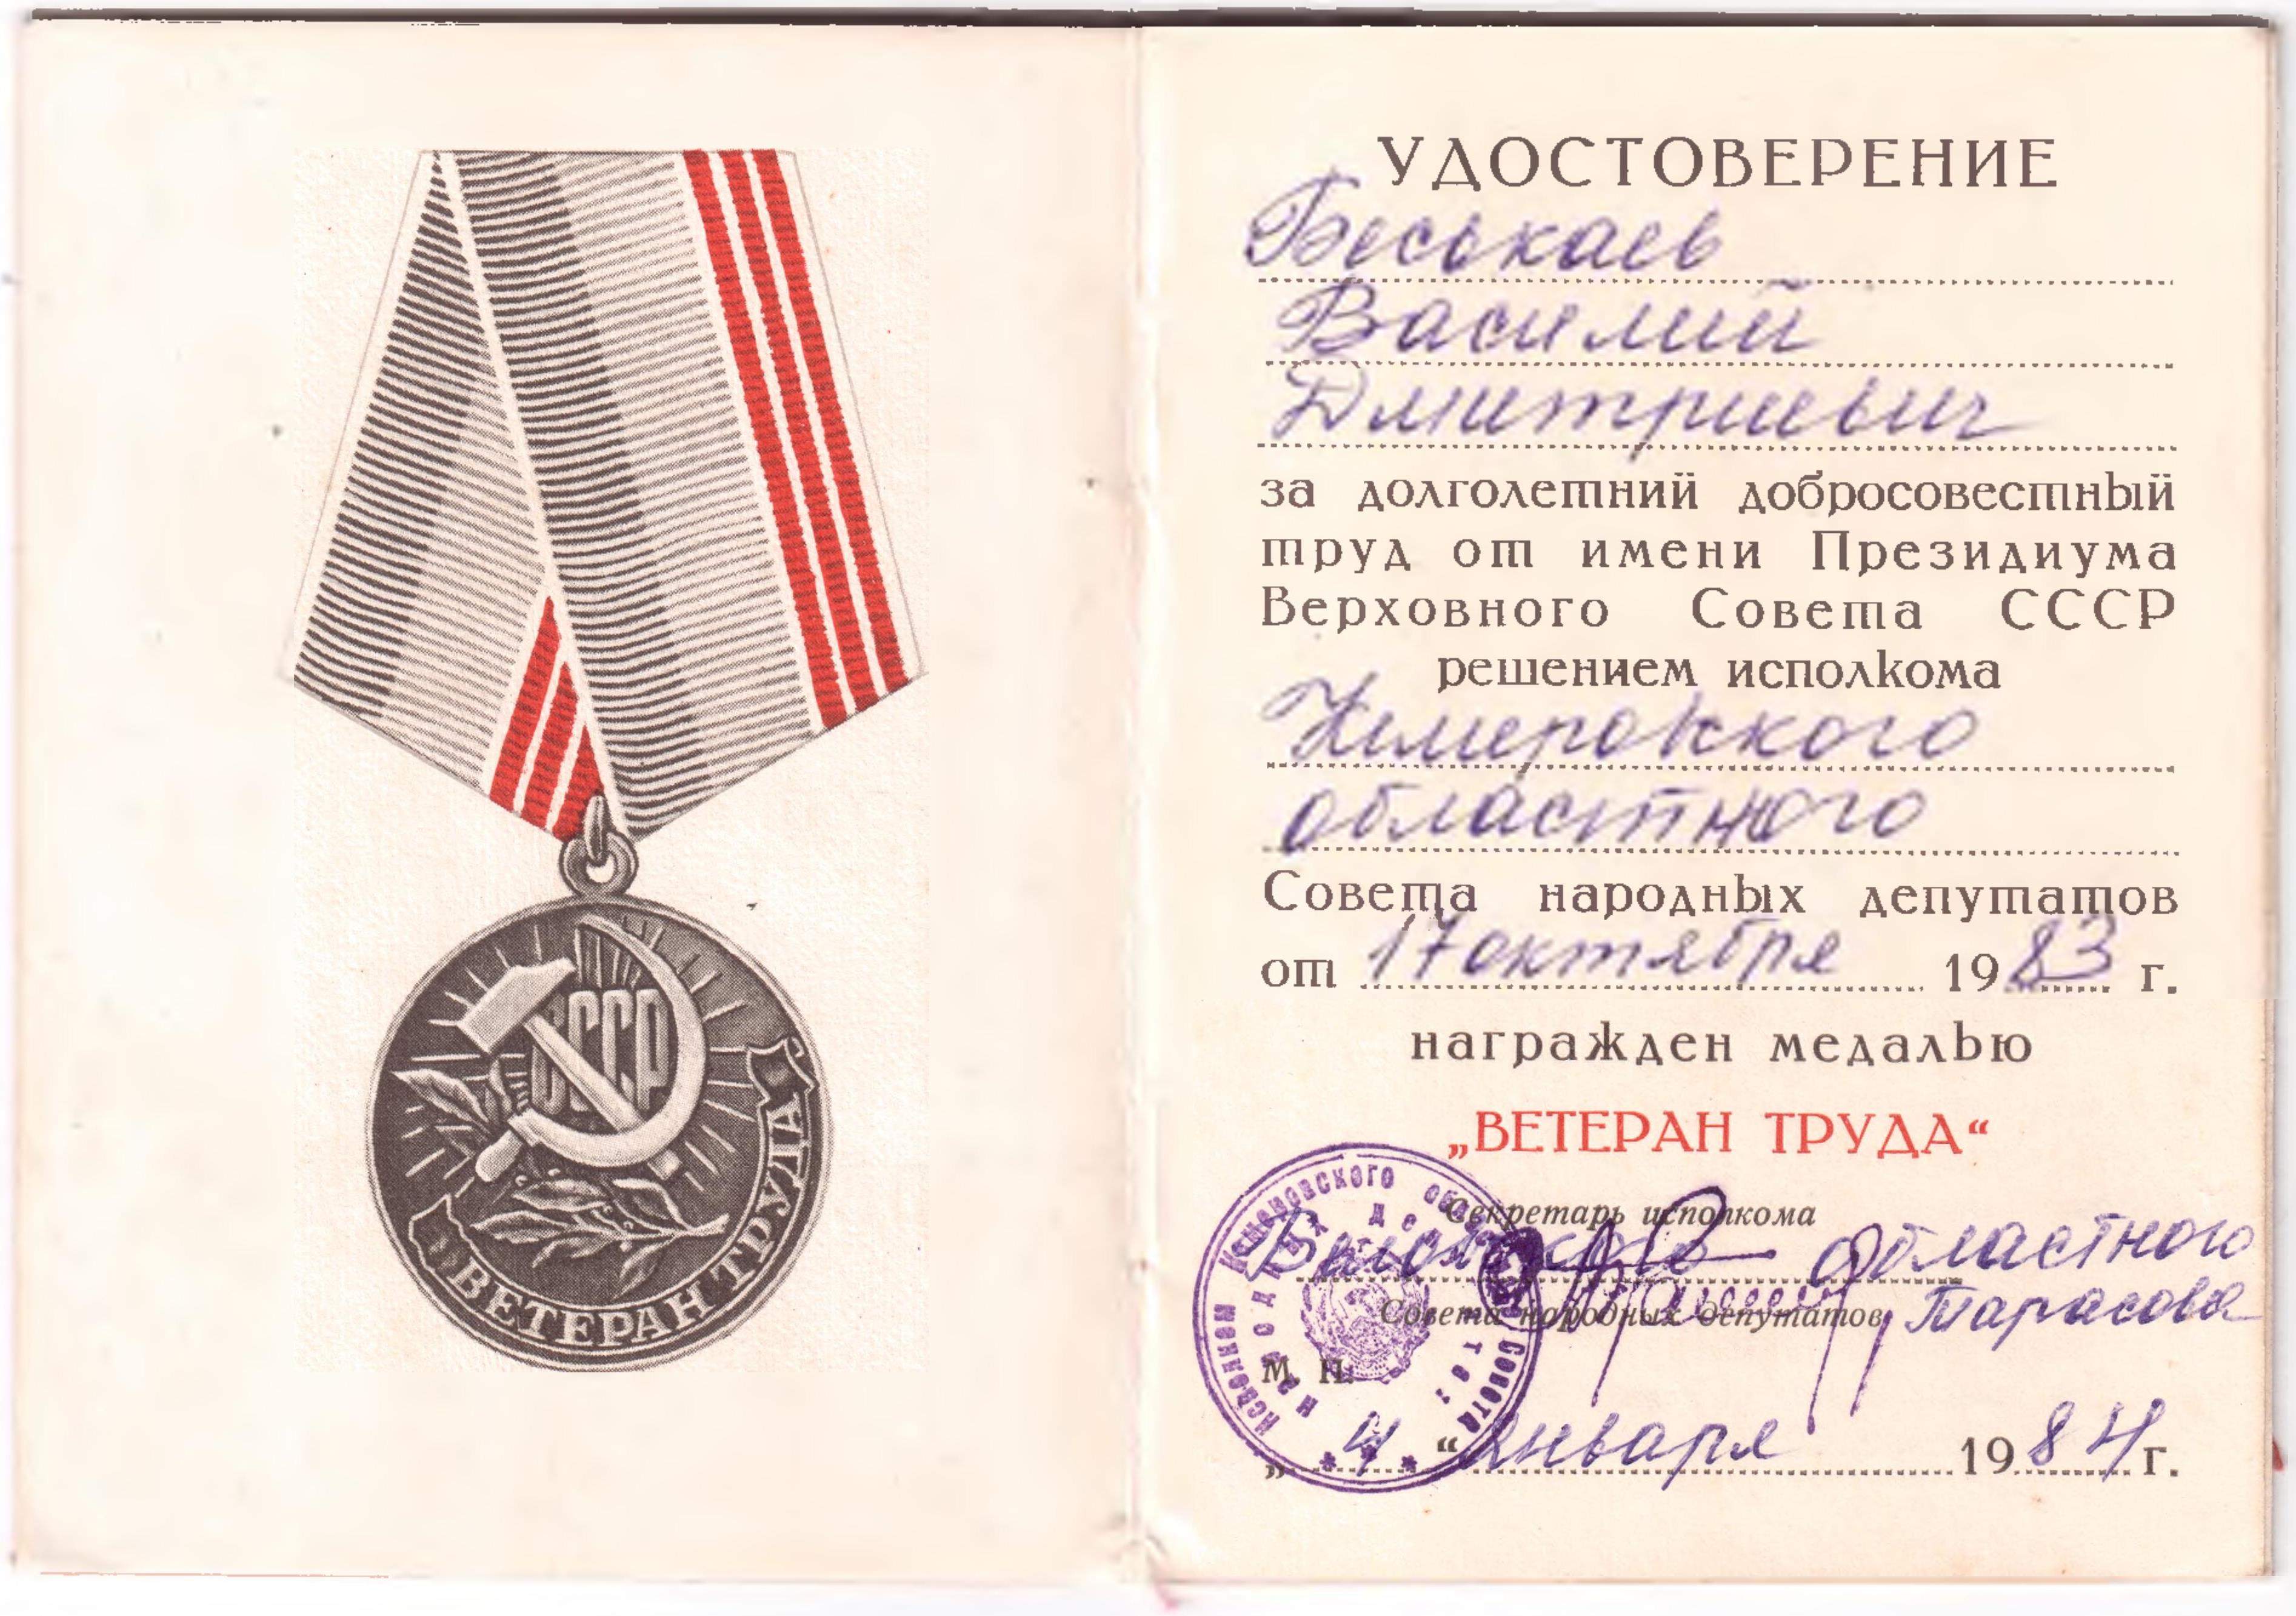 СССР
ВЕТЕРАН ТРУДА
УДОСТОВЕРЕНИЕ
Беськаев
Василий
Дмитриевич
за долголетний добросовестный
труд от имени Президиума
Верховного Совета СССР
решением исполкома
областного
Совета народных депутатов
от 17 октября 1983 г.
награжден медалью
„ВЕТЕРАН ТРУДА“
Секретарь исполкома
областного
Совета народных депутатов Тарасова
М. П.
„ 4 “ января 1984 г.